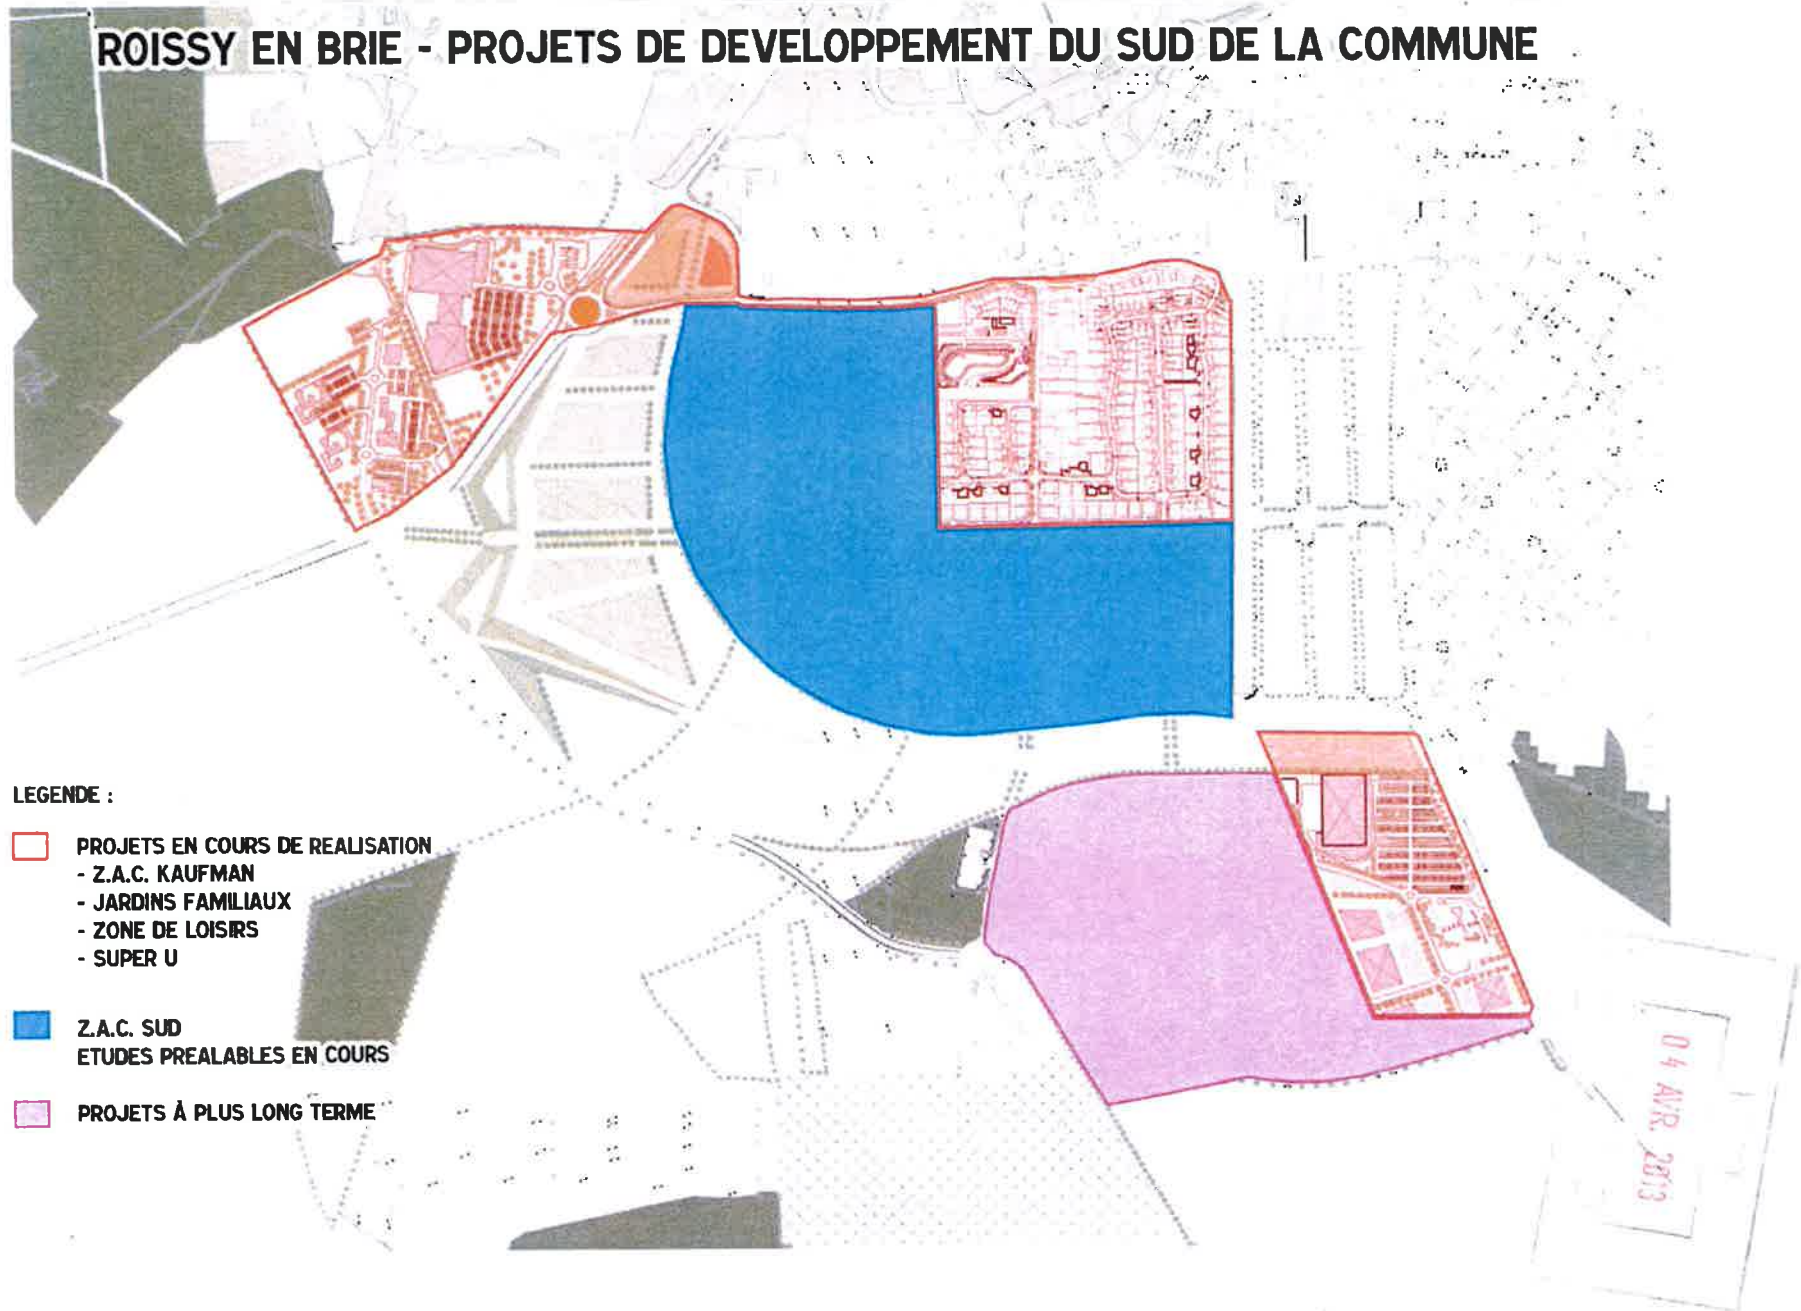 ROISSY EN BRIE - PROJETS DE DEVELOPPEMENT DU SUD DE LA COMMUNE
LEGENDE :
PROJETS EN COURS DE REALISATION
- Z.A.C. KAUFMAN
- JARDINS FAMILIAUX
- ZONE DE LOISIRS
- SUPER U
Z.A.C. SUD
ETUDES PREALABLES EN COURS
PROJETS À PLUS LONG TERME
04 AVR. 2013